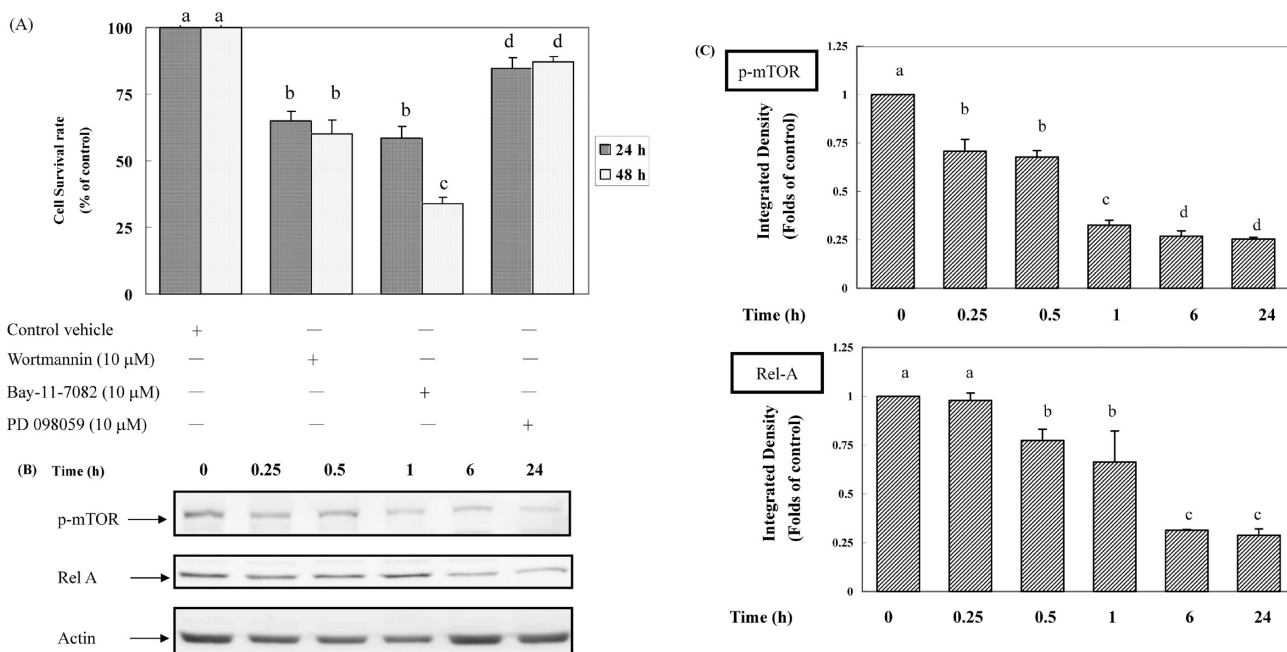 (A)
100
75
50
25
0
Cell Survival rate
(% of control)
a a
b b
b c
d d
24 h
48 h
Control vehicle + — — —
Wortmannin (10 μM) — + — —
Bay-11-7082 (10 μM) — — + —
PD 098059 (10 μM) — — — +
(B) Time (h) 0 0.25 0.5 1 6 24
p-mTOR
Rel A
Actin
(C)
p-mTOR
Integrated Density
(Folds of control)
1.25
1
0.75
0.5
0.25
0
a b b c d d
Time (h) 0 0.25 0.5 1 6 24
Rel-A
Integrated Density
(Folds of control)
1.25
1
0.75
0.5
0.25
0
a a b b c c
Time (h) 0 0.25 0.5 1 6 24